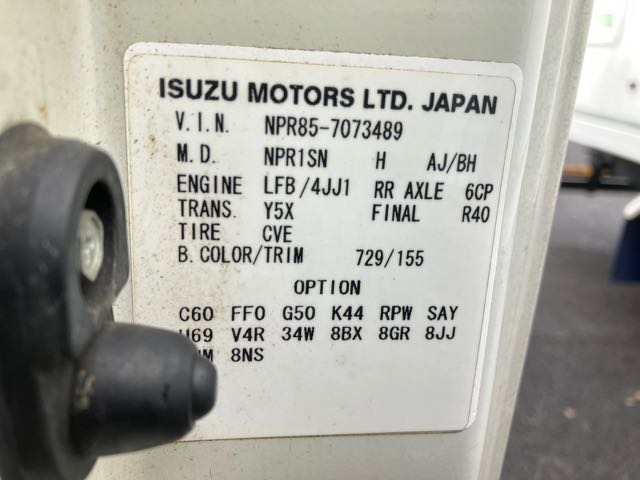 ISUZU MOTORS LTD. JAPAN
V.I.N. NPR85-7073489
M.D. NPR1SN H AJ/BH
ENGINE LFB/4JJ1 RR AXLE 6CP
TRANS. Y5X FINAL R40
TIRE CVE
B.COLOR/TRIM 729/155
OPTION
C60 FF0 G50 K44 RPW SAY
V4R 34W 8BX 8GR 8JJ
8NS